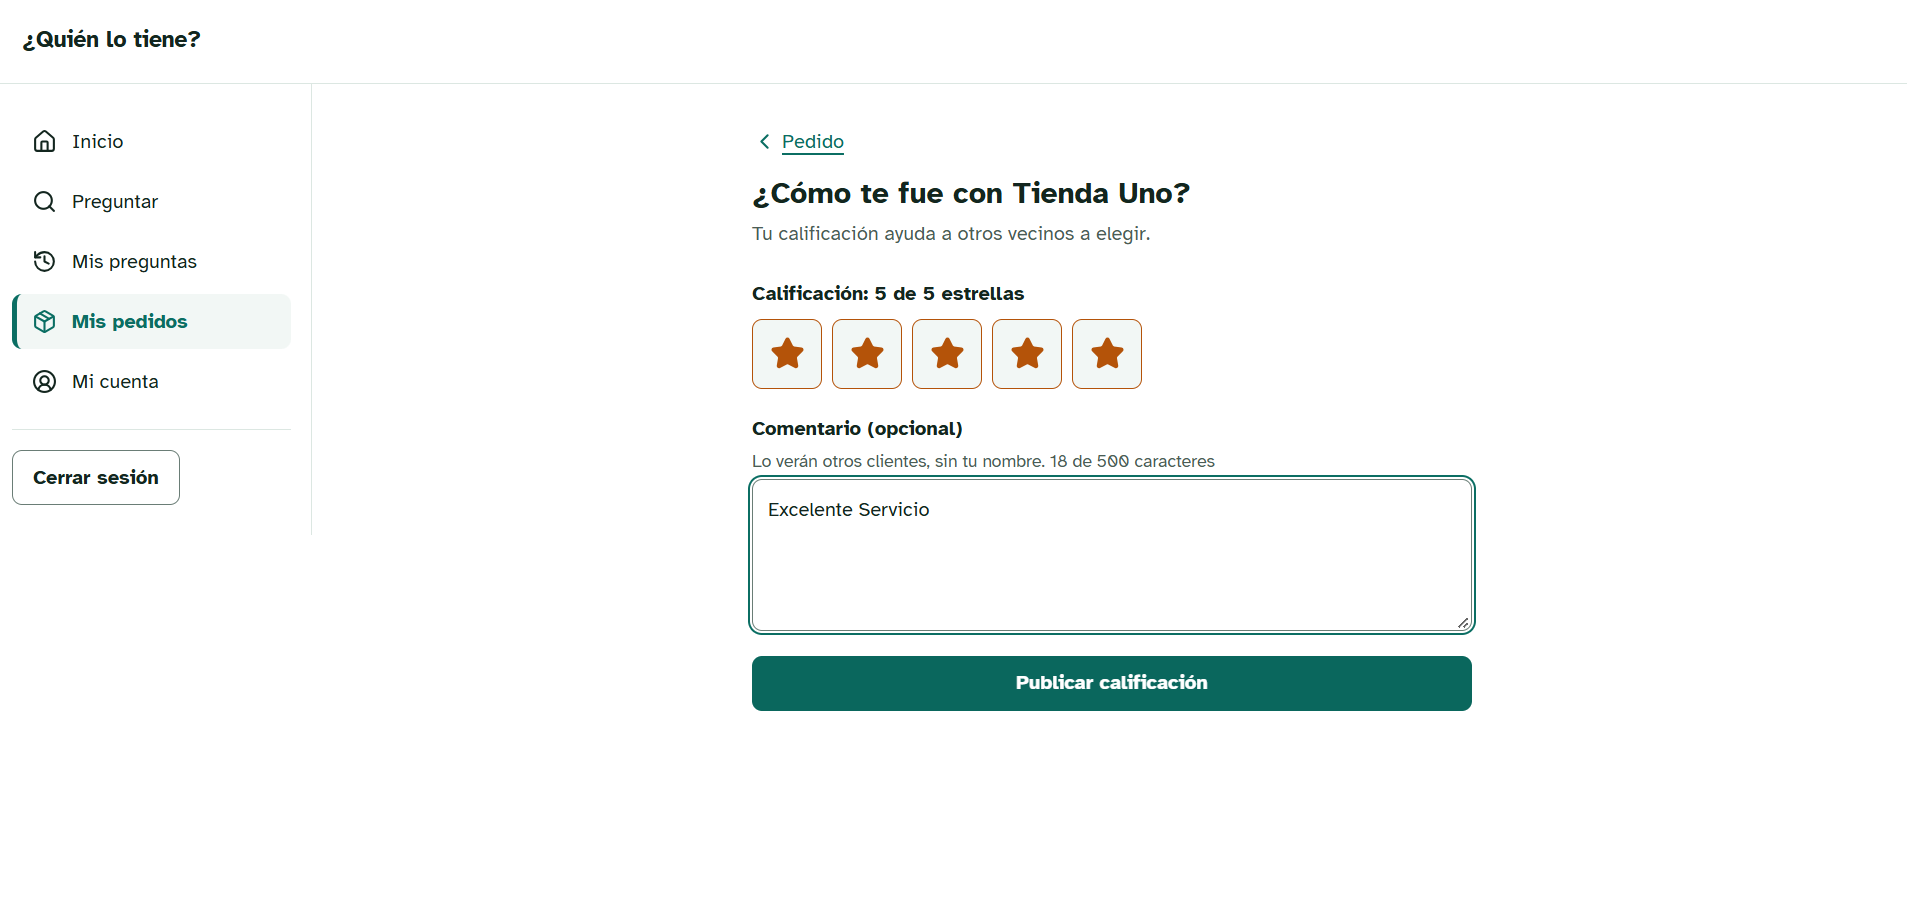 ¿Quién lo tiene?
Inicio
Preguntar
Mis preguntas
Mis pedidos
Mi cuenta
Cerrar sesión
Pedido
¿Cómo te fue con Tienda Uno?
Tu calificación ayuda a otros vecinos a elegir.
Calificación: 5 de 5 estrellas
Comentario (opcional)
Lo verán otros clientes, sin tu nombre. 18 de 500 caracteres
Excelente Servicio
Publicar calificación